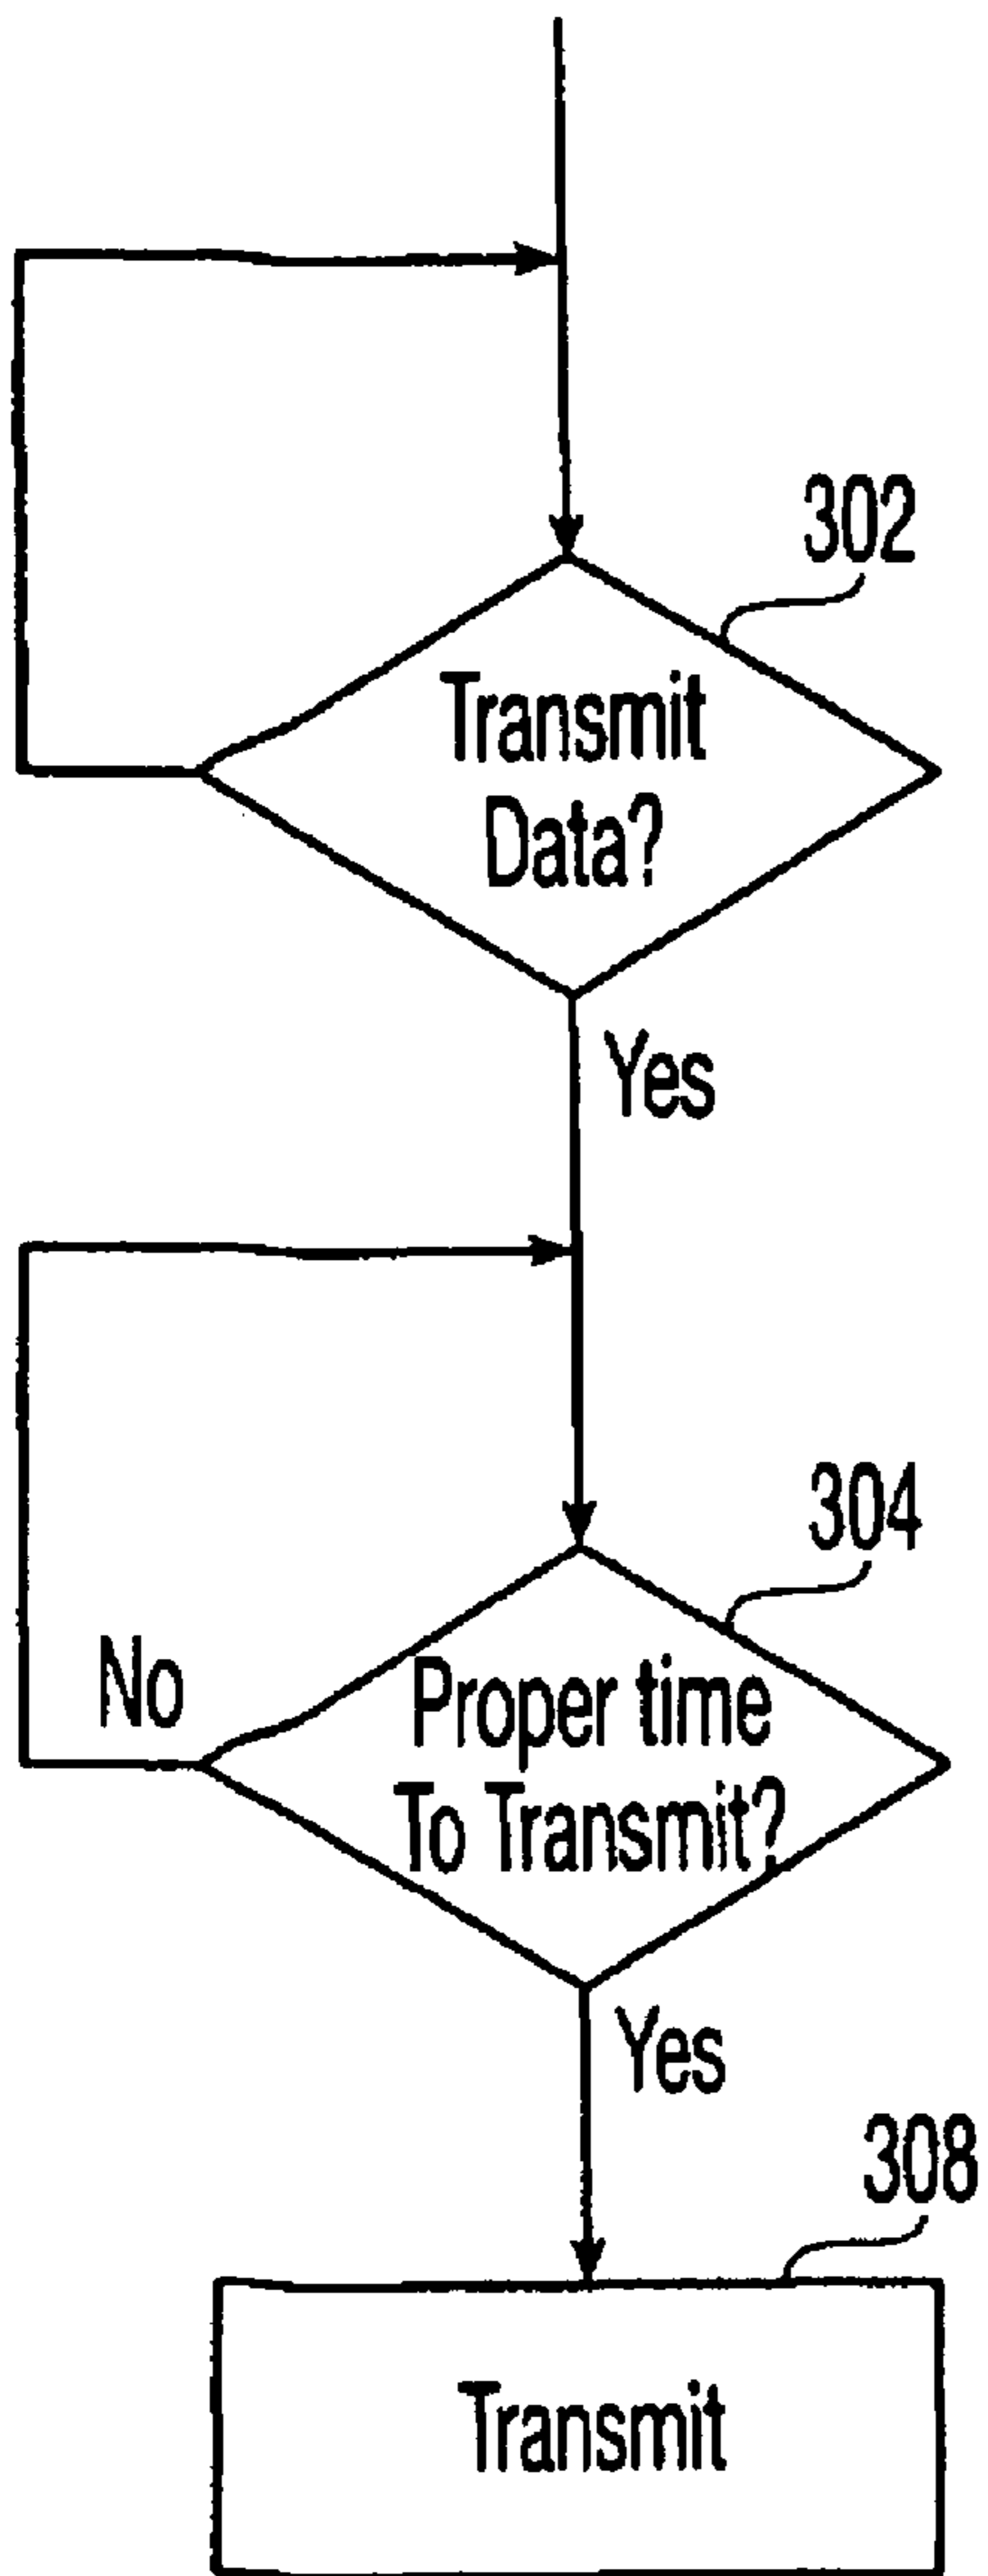 302
Transmit
Data?
Yes
304
No
Proper time
To Transmit?
Yes
308
Transmit